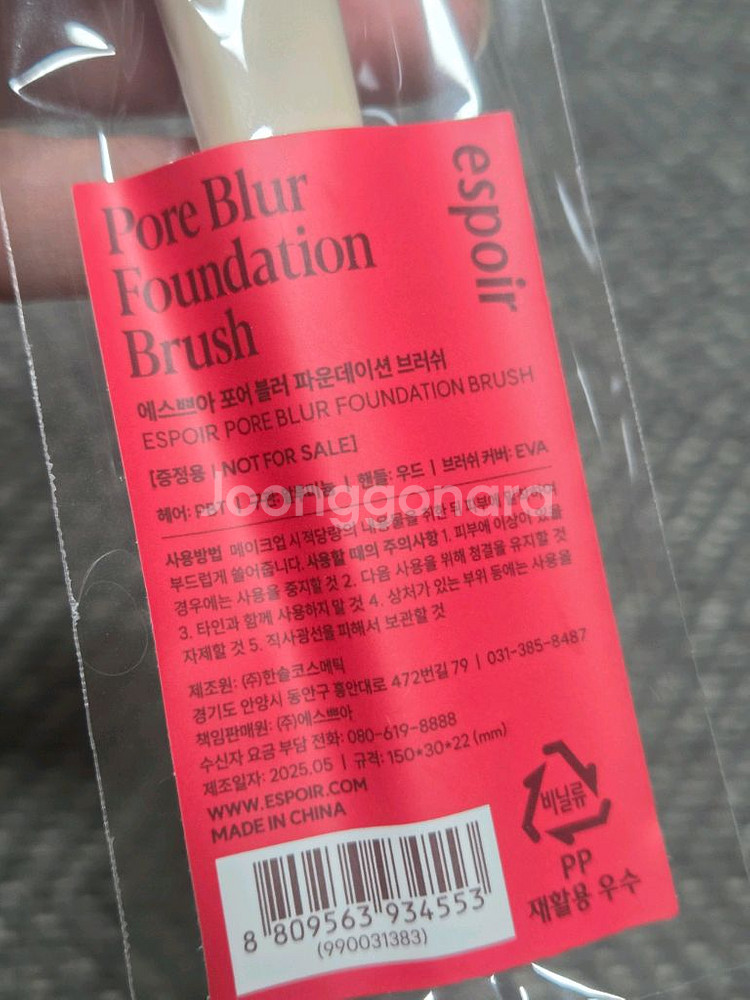 espoir
Pore Blur
Foundation
Brush
에스쁘아 포어 블러 파운데이션 브러쉬
ESPOIR PORE BLUR FOUNDATION BRUSH
[증정용 | NOT FOR SALE]
헤어: PBT | 핸들: 우드 | 브러쉬 커버: EVA
loonggonara
사용방법 메이크업 시 적당량의 내용물을 취한 뒤 피부에
부드럽게 쓸어줍니다. 사용할 때의 주의사항 1. 피부에 이상이 있을
경우에는 사용을 중지할 것 2. 다음 사용을 위해 청결을 유지할 것
3. 타인과 함께 사용하지 말 것 4. 상처가 있는 부위 등에는 사용을
자제할 것 5. 직사광선을 피해서 보관할 것
제조원: (주)한솔코스메틱
경기도 안양시 동안구 흥안대로 472번길 79 | 031-385-8487
책임판매원: (주)에스쁘아
수신자 요금 부담 전화: 080-619-8888
제조일자: 2025.05 | 규격: 150*30*22 (mm)
WWW.ESPOIR.COM
MADE IN CHINA
8 809563 934553
(990031383)
비닐류
PP
재활용 우수